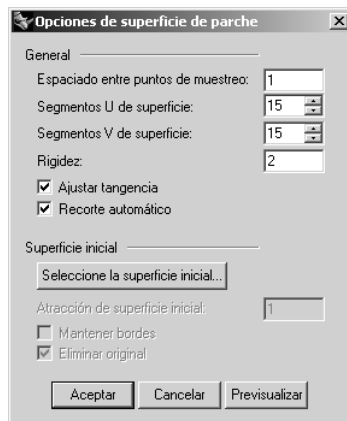 Opciones de superficie de parche
General
Espaciado entre puntos de muestreo: 1
Segmentos U de superficie: 15
Segmentos V de superficie: 15
Rigidez: 2
Ajustar tangencia
Recorte automático
Superficie inicial
Seleccione la superficie inicial...
Atracción de superficie inicial: 1
Mantener bordes
Eliminar original
Aceptar Cancelar Previsualizar